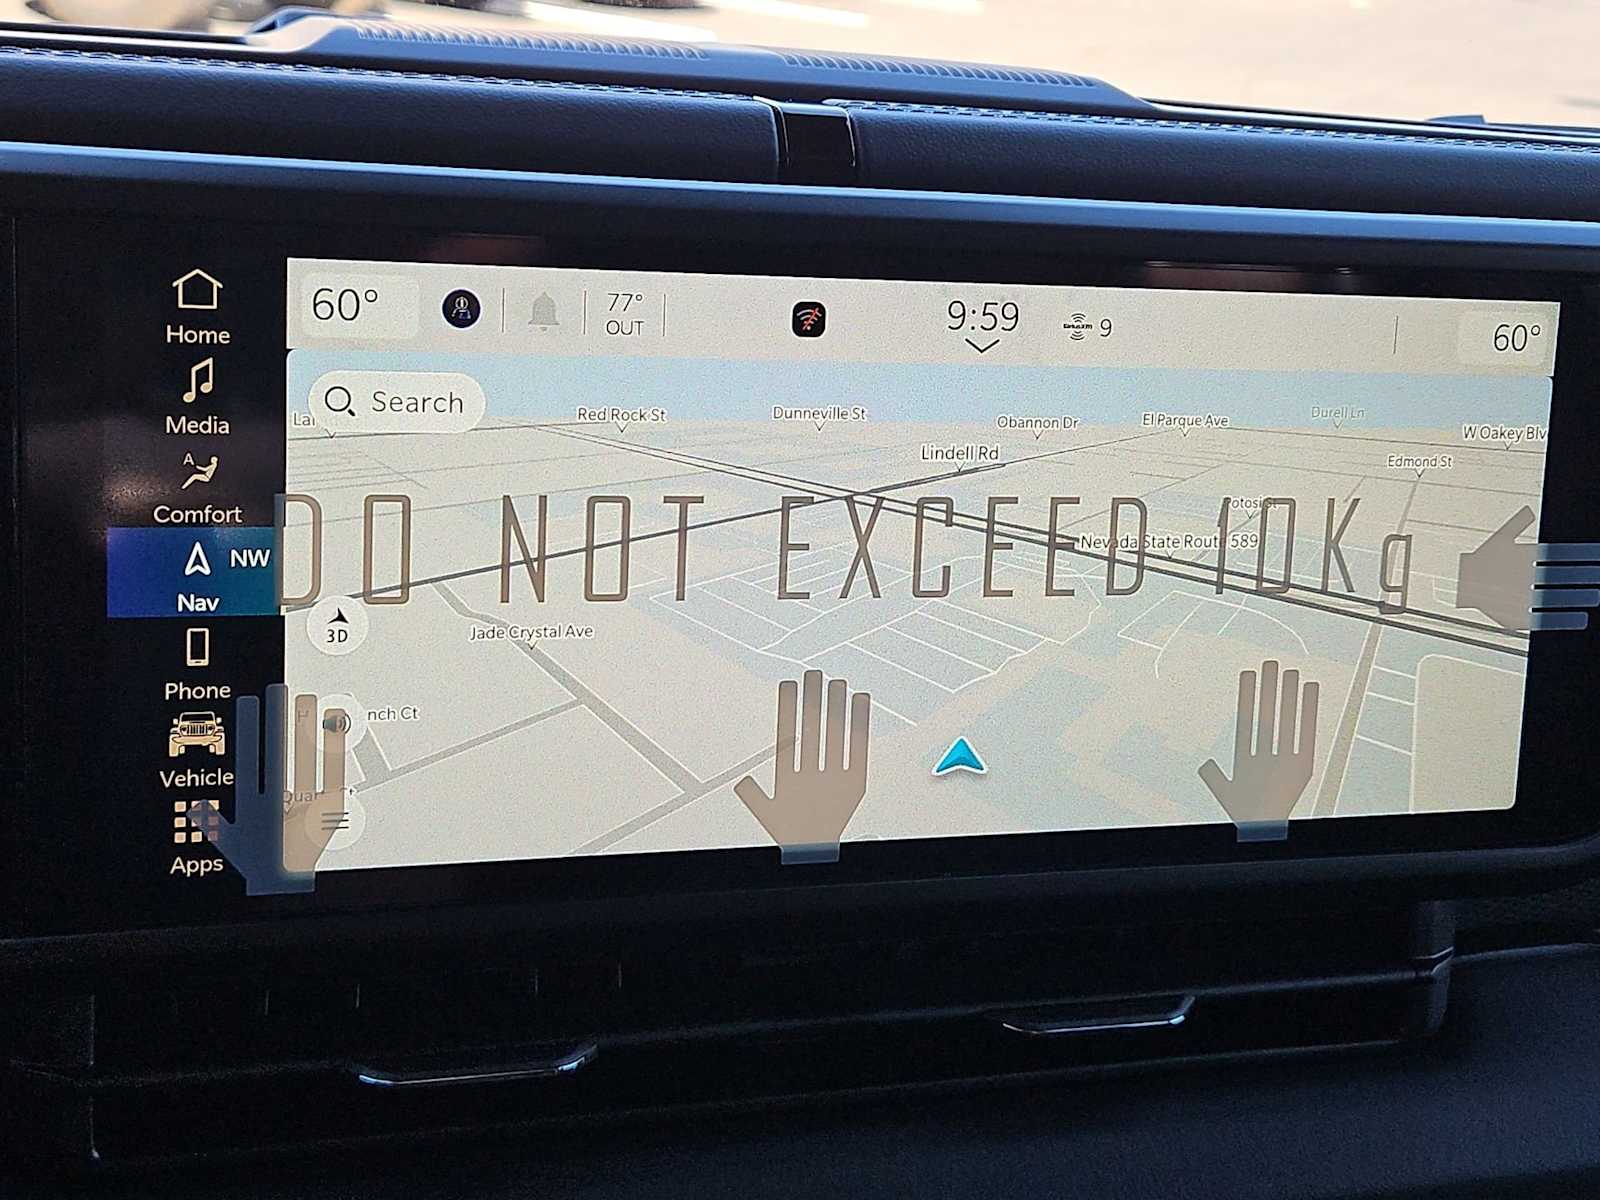 60°
77°
OUT
9:59
SiriusXM 9
60°
Home
Media
A
Comfort
NW
Nav
Phone
Vehicle
Apps
Search
Red Rock St
Dunneville St
Obannon Dr
El Parque Ave
Durell Ln
W Oakey Blv
Lindell Rd
Edmond St
Potosi St
DO NOT EXCEED 10Kg
Nevada State Route 589
3D
Jade Crystal Ave
nch Ct